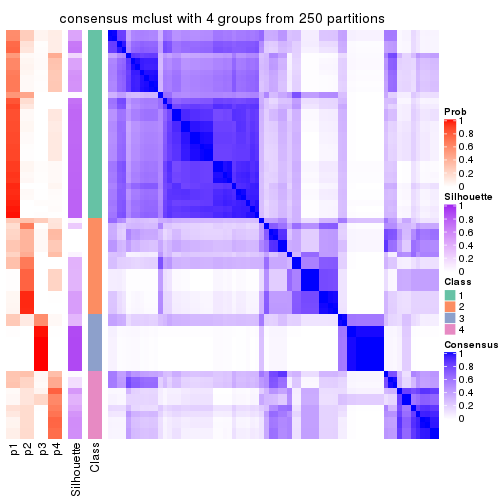 consensus mclust with 4 groups from 250 partitions
Prob
1
0.8
0.6
0.4
0.2
0
Silhouette
1
0.8
0.6
0.4
0.2
0
Class
1
2
3
4
Consensus
1
0.8
0.6
0.4
0.2
0
p1
p2
p3
p4
Silhouette
Class